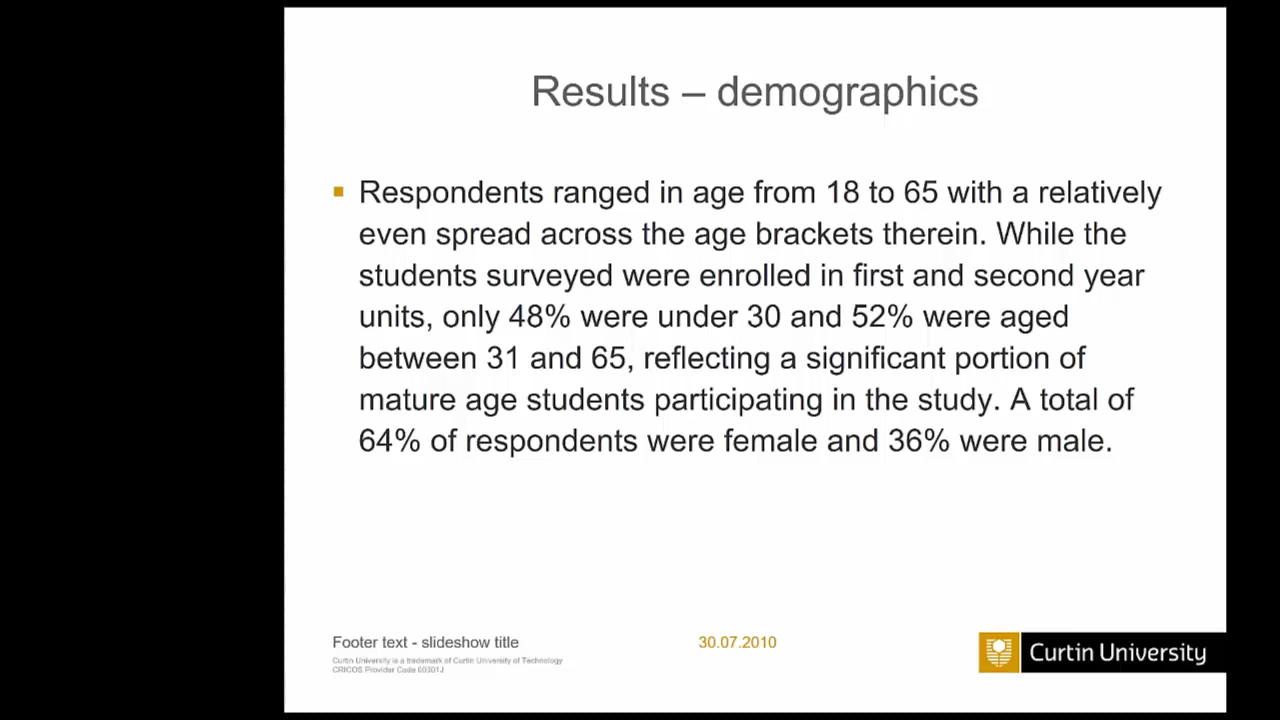 Results – demographics
Respondents ranged in age from 18 to 65 with a relatively
even spread across the age brackets therein. While the
students surveyed were enrolled in first and second year
units, only 48% were under 30 and 52% were aged
between 31 and 65, reflecting a significant portion of
mature age students participating in the study. A total of
64% of respondents were female and 36% were male.
Footer text - slideshow title
30.07.2010
Curtin University is a trademark of Curtin University of Technology
CRICOS Provider Code 00301J
Curtin University